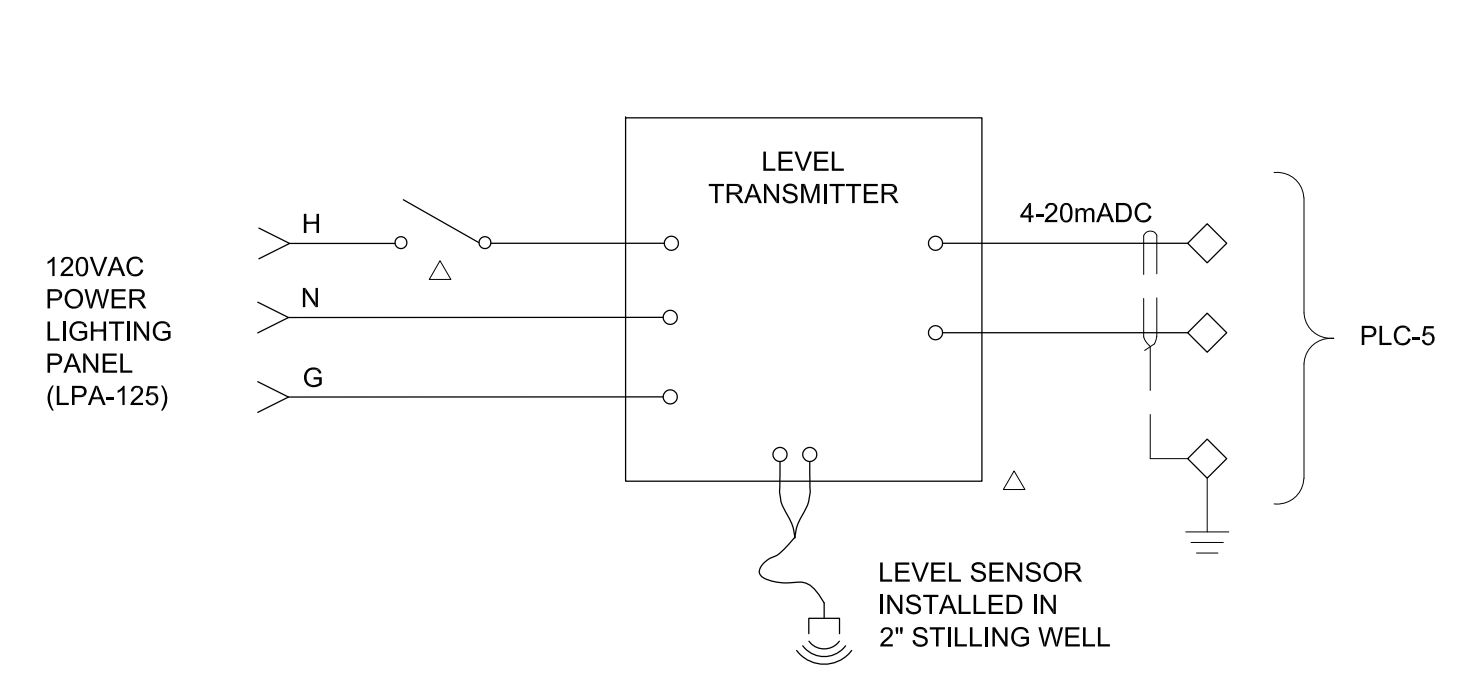 LEVEL
TRANSMITTER
120VAC
POWER
LIGHTING
PANEL
(LPA-125)
H
N
G
4-20mADC
PLC-5
LEVEL SENSOR
INSTALLED IN
2" STILLING WELL